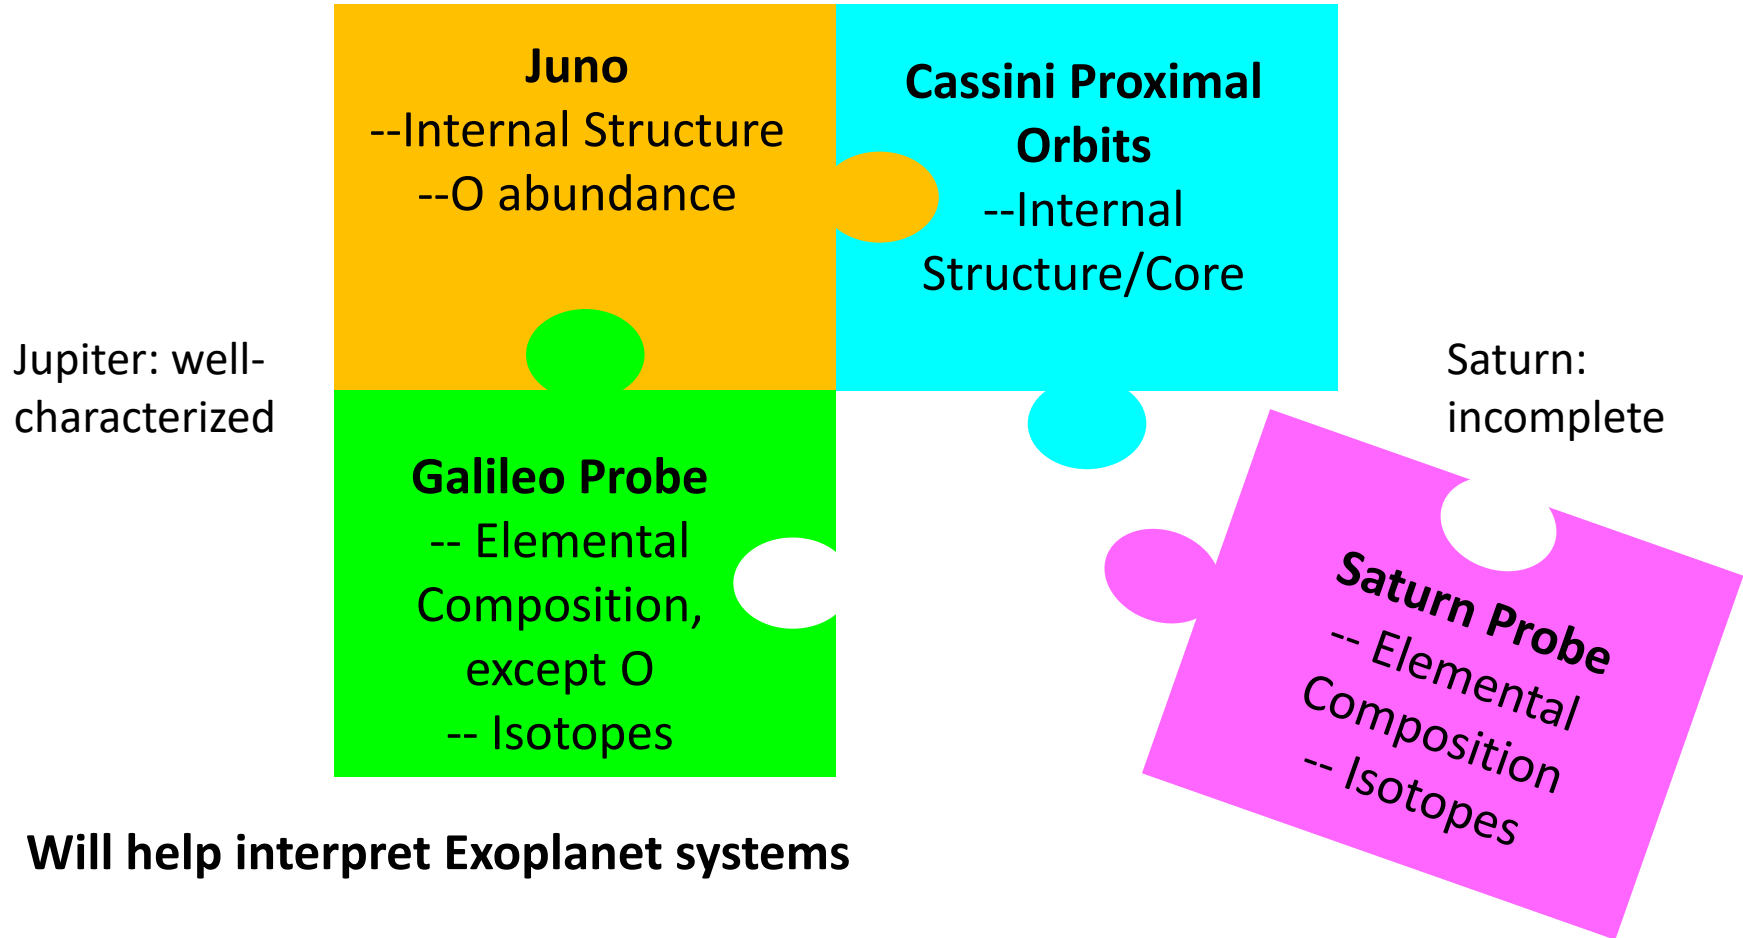 Juno
--Internal Structure
--O abundance
Cassini Proximal
Orbits
--Internal
Structure/Core
Jupiter: well-
characterized
Saturn:
incomplete
Galileo Probe
-- Elemental
Composition,
except O
-- Isotopes
Saturn Probe
-- Elemental
Composition
-- Isotopes
Will help interpret Exoplanet systems